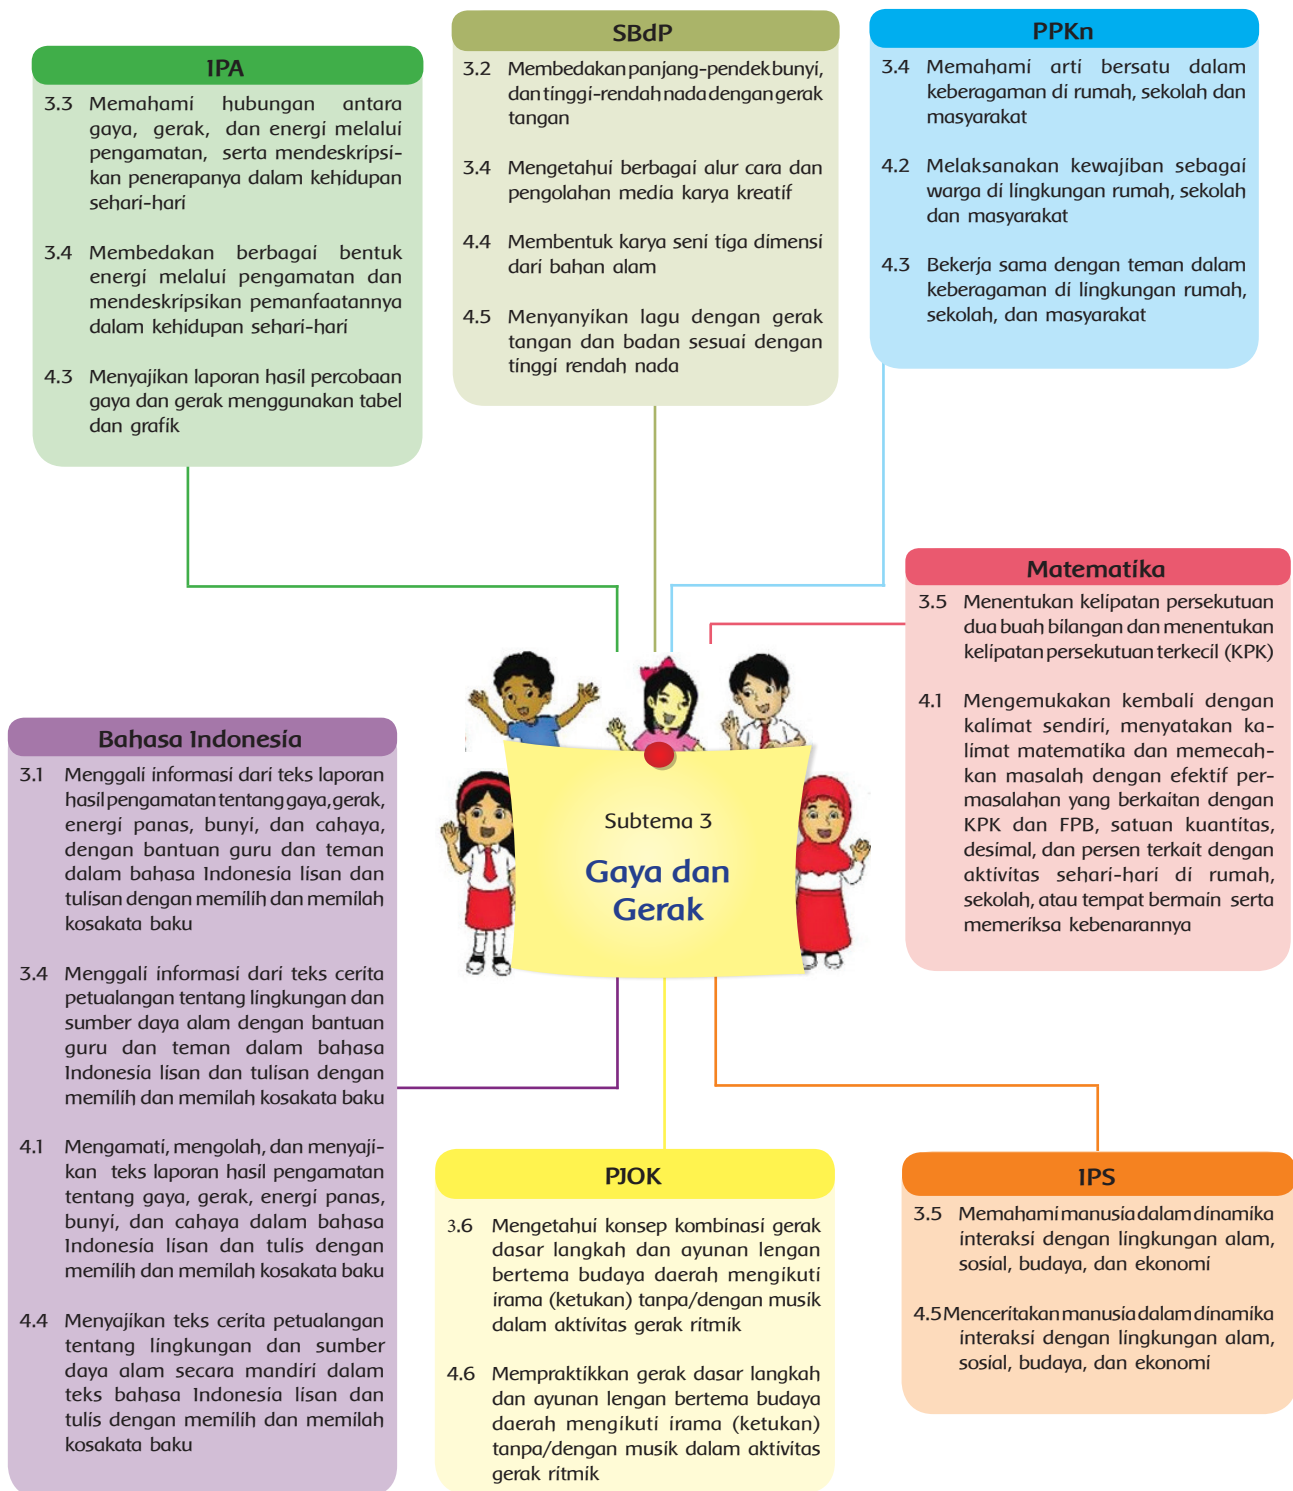 IPA
3.3 Memahami hubungan antara
gaya, gerak, dan energi melalui
pengamatan, serta mendeskripsi-
kan penerapanya dalam kehidupan
sehari-hari
3.4 Membedakan berbagai bentuk
energi melalui pengamatan dan
mendeskripsikan pemanfaatannya
dalam kehidupan sehari-hari
4.3 Menyajikan laporan hasil percobaan
gaya dan gerak menggunakan tabel
dan grafik
SBdP
3.2 Membedakan panjang-pendek bunyi,
dan tinggi-rendah nada dengan gerak
tangan
3.4 Mengetahui berbagai alur cara dan
pengolahan media karya kreatif
4.4 Membentuk karya seni tiga dimensi
dari bahan alam
4.5 Menyanyikan lagu dengan gerak
tangan dan badan sesuai dengan
tinggi rendah nada
PPKn
3.4 Memahami arti bersatu dalam
keberagaman di rumah, sekolah dan
masyarakat
4.2 Melaksanakan kewajiban sebagai
warga di lingkungan rumah, sekolah
dan masyarakat
4.3 Bekerja sama dengan teman dalam
keberagaman di lingkungan rumah,
sekolah, dan masyarakat
Matematika
3.5 Menentukan kelipatan persekutuan
dua buah bilangan dan menentukan
kelipatan persekutuan terkecil (KPK)
4.1 Mengemukakan kembali dengan
kalimat sendiri, menyatakan ka-
limat matematika dan memecah-
kan masalah dengan efektif per-
masalahan yang berkaitan dengan
KPK dan FPB, satuan kuantitas,
desimal, dan persen terkait dengan
aktivitas sehari-hari di rumah,
sekolah, atau tempat bermain serta
memeriksa kebenarannya
Subtema 3
Gaya dan
Gerak
Bahasa Indonesia
3.1 Menggali informasi dari teks laporan
hasil pengamatan tentang gaya, gerak,
energi panas, bunyi, dan cahaya,
dengan bantuan guru dan teman
dalam bahasa Indonesia lisan dan
tulisan dengan memilih dan memilah
kosakata baku
3.4 Menggali informasi dari teks cerita
petualangan tentang lingkungan dan
sumber daya alam dengan bantuan
guru dan teman dalam bahasa
Indonesia lisan dan tulisan dengan
memilih dan memilah kosakata baku
4.1 Mengamati, mengolah, dan menyaji-
kan teks laporan hasil pengamatan
tentang gaya, gerak, energi panas,
bunyi, dan cahaya dalam bahasa
Indonesia lisan dan tulis dengan
memilih dan memilah kosakata baku
4.4 Menyajikan teks cerita petualangan
tentang lingkungan dan sumber
daya alam secara mandiri dalam
teks bahasa Indonesia lisan dan
tulis dengan memilih dan memilah
kosakata baku
PJOK
3.6 Mengetahui konsep kombinasi gerak
dasar langkah dan ayunan lengan
bertema budaya daerah mengikuti
irama (ketukan) tanpa/dengan musik
dalam aktivitas gerak ritmik
4.6 Mempraktikkan gerak dasar langkah
dan ayunan lengan bertema budaya
daerah mengikuti irama (ketukan)
tanpa/dengan musik dalam aktivitas
gerak ritmik
IPS
3.5 Memahami manusia dalam dinamika
interaksi dengan lingkungan alam,
sosial, budaya, dan ekonomi
4.5 Menceritakan manusia dalam dinamika
interaksi dengan lingkungan alam,
sosial, budaya, dan ekonomi